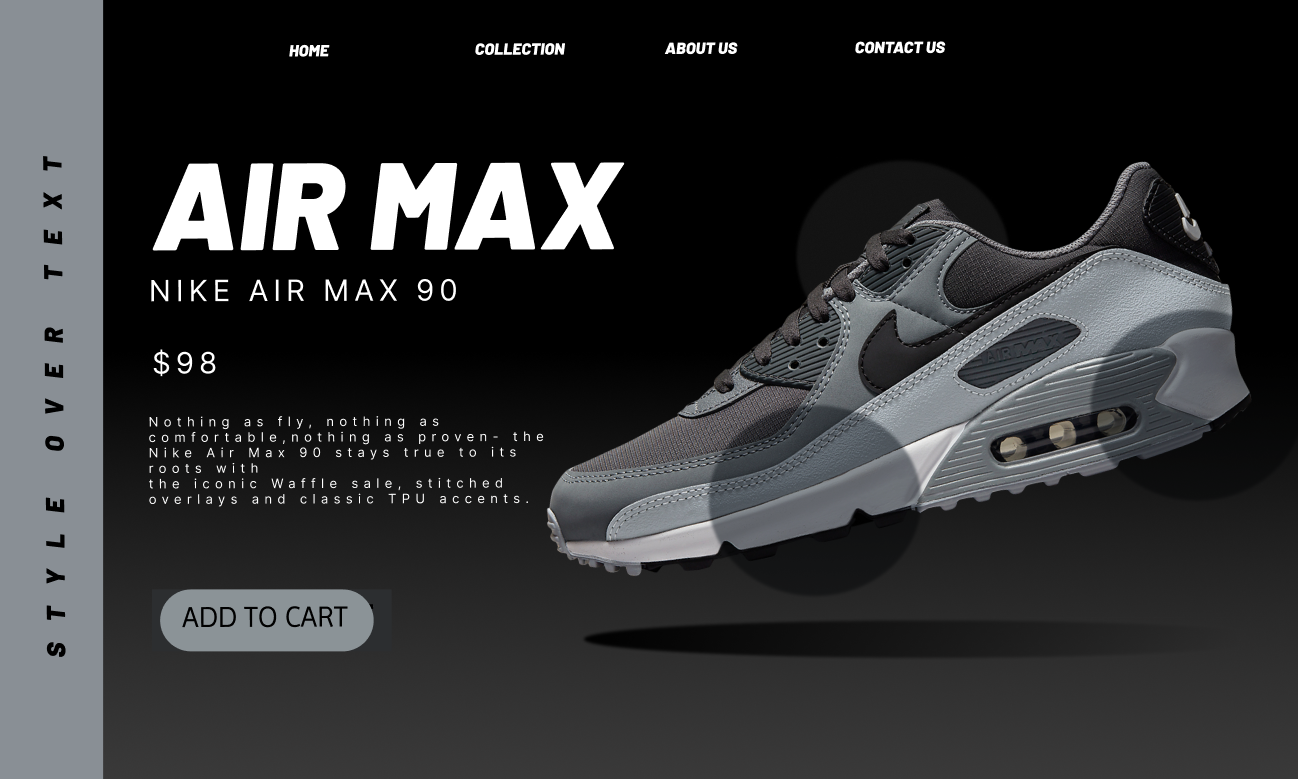 HOME
COLLECTION
ABOUT US
CONTACT US
STYLE OVER TEXT
AIR MAX
NIKE AIR MAX 90
$98
Nothing as fly, nothing as
comfortable,nothing as proven- the
Nike Air Max 90 stays true to its
roots with
the iconic Waffle sale, stitched
overlays and classic TPU accents.
AIR MAX
ADD TO CART